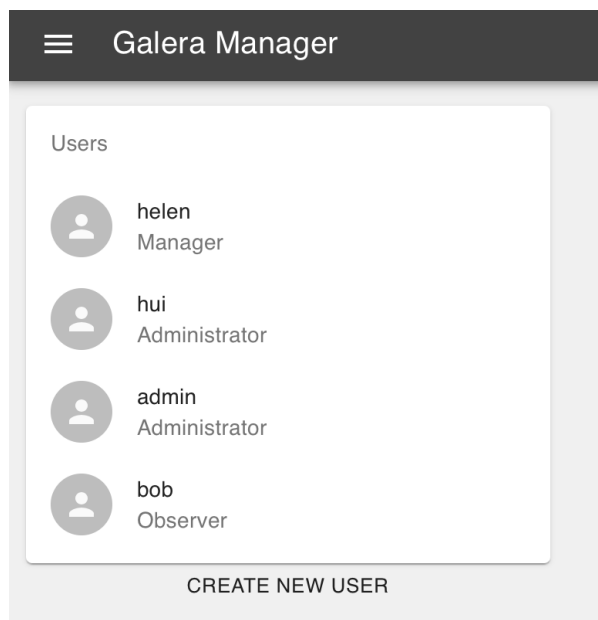 Galera Manager
Users
helen
Manager
hui
Administrator
admin
Administrator
bob
Observer
CREATE NEW USER